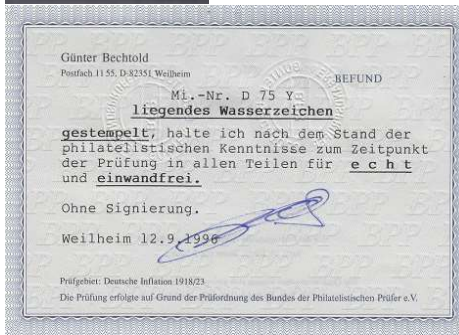 Günter Bechtold
Postfach 11 55, D-82351 Weilheim
BEFUND
Mi.-Nr. D 75 Y
liegendes Wasserzeichen
gestempelt, halte ich nach dem Stand der
philatelistischen Kenntnisse zum Zeitpunkt
der Prüfung in allen Teilen für e c h t
und einwandfrei.
Ohne Signierung.
Weilheim 12.9.1996
Prüfgebiet: Deutsche Inflation 1918/23
Die Prüfung erfolgte auf Grund der Prüfordnung des Bundes der Philatelistischen Prüfer e.V.